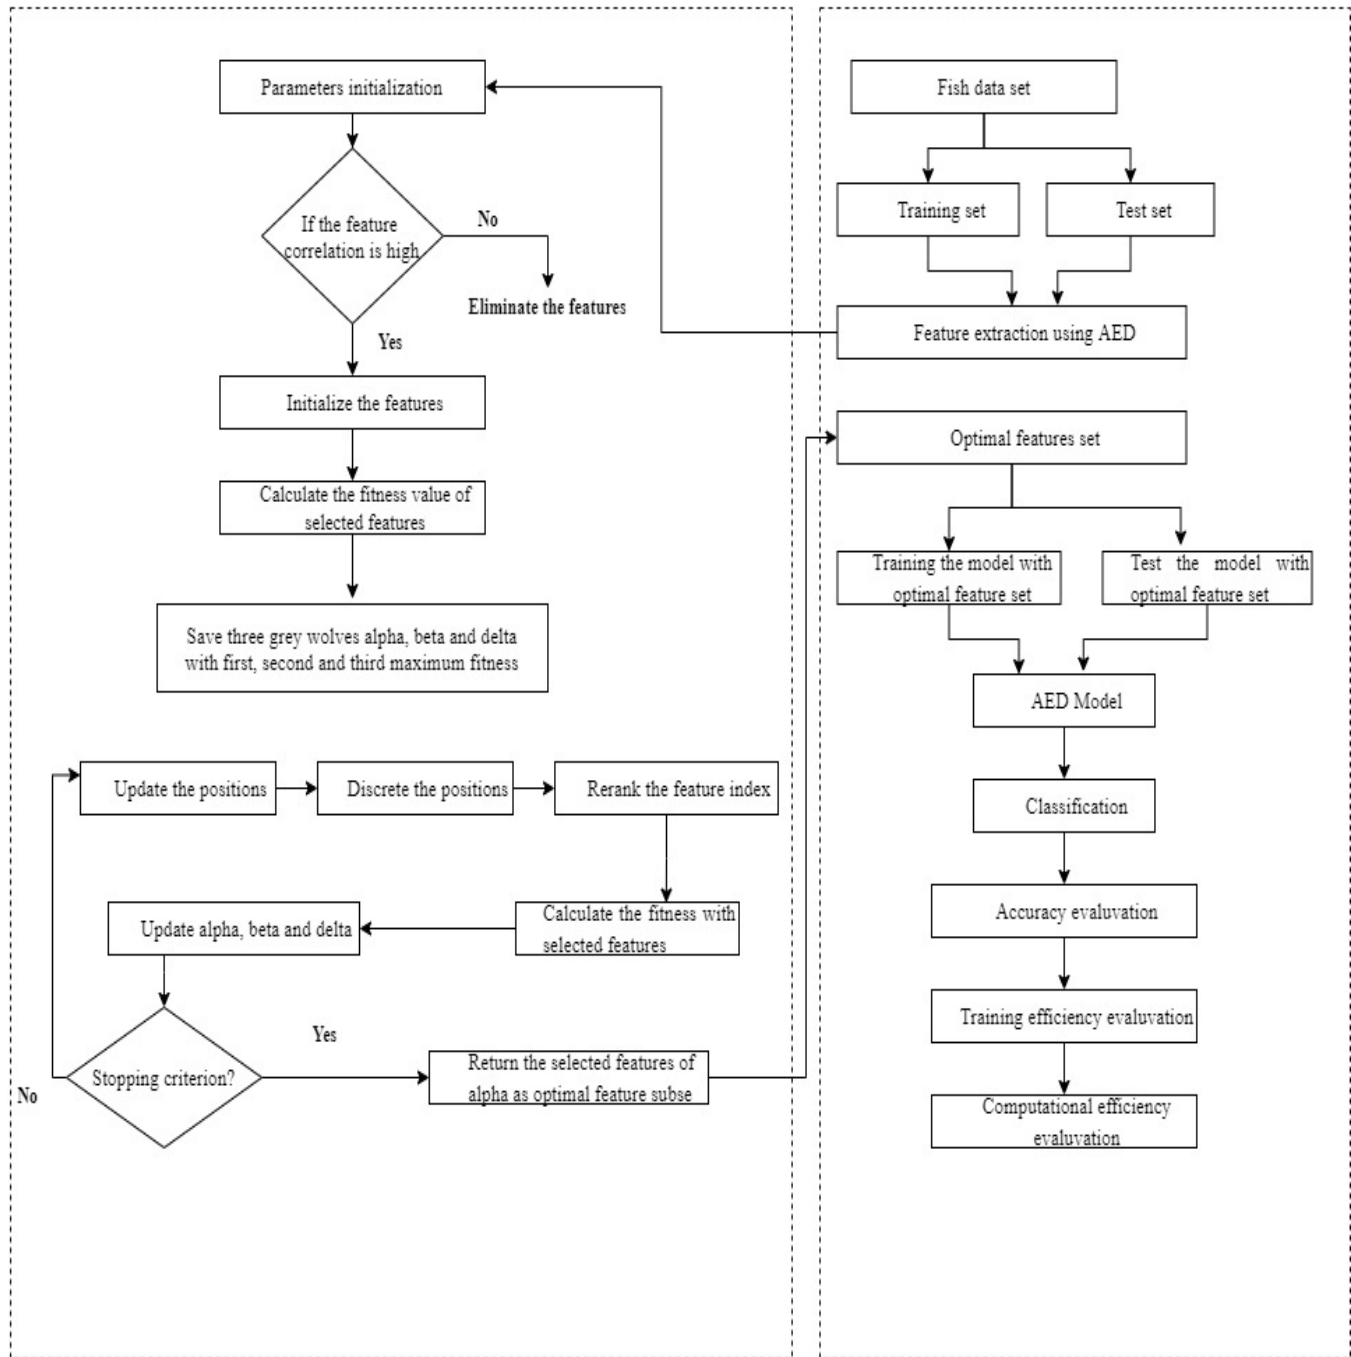 Parameters initialization
If the feature
correlation is high
No
Eliminate the features
Yes
Initialize the features
Calculate the fitness value of
selected features
Save three grey wolves alpha, beta and delta
with first, second and third maximum fitness
Update the positions
Discrete the positions
Rerank the feature index
Calculate the fitness with
selected features
Update alpha, beta and delta
Stopping criterion?
No
Yes
Return the selected features of
alpha as optimal feature subse
Fish data set
Training set
Test set
Feature extraction using AED
Optimal features set
Training the model with
optimal feature set
Test the model with
optimal feature set
AED Model
Classification
Accuracy evaluvation
Training efficiency evaluvation
Computational efficiency
evaluvation